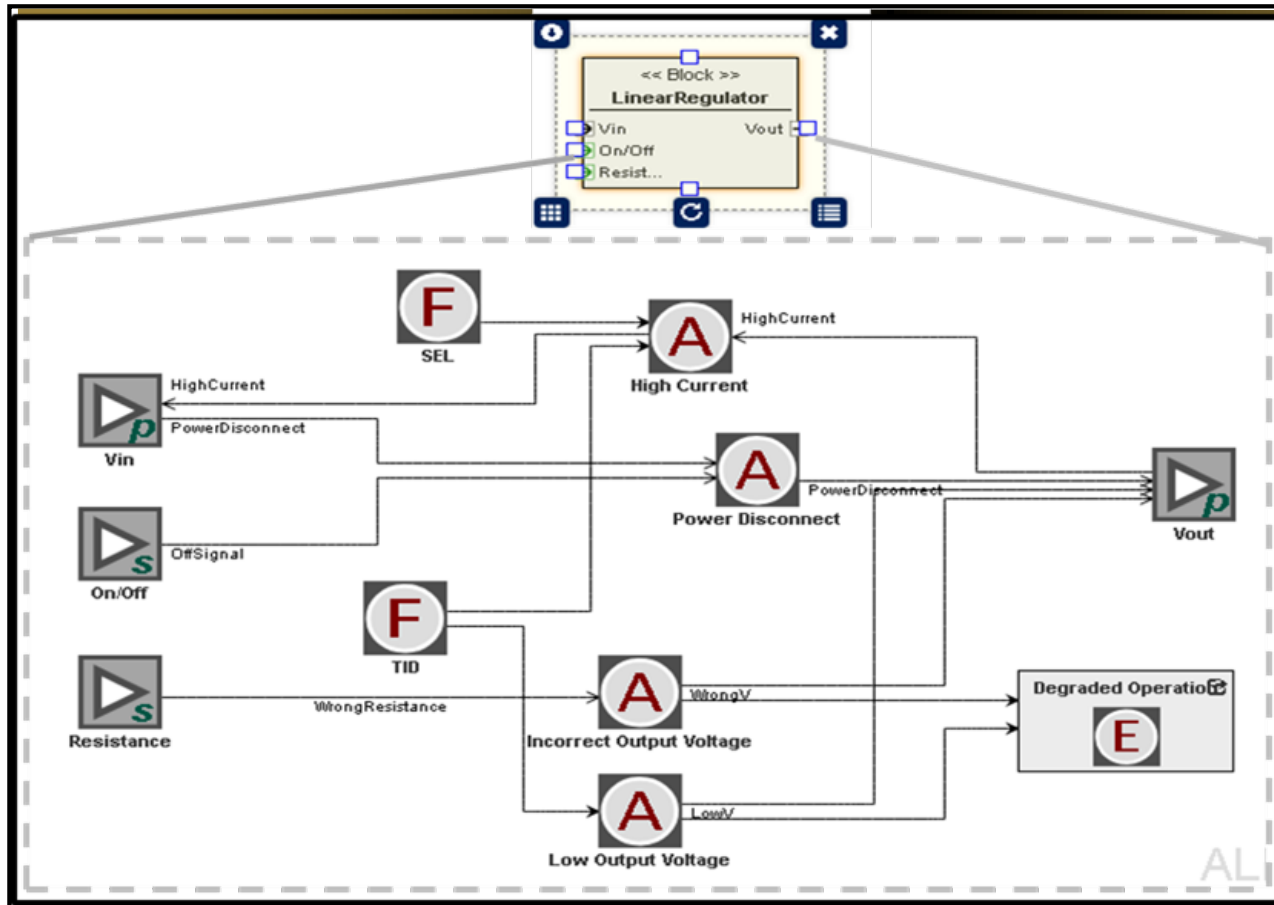 << Block >>
LinearRegulator
Vin Vout
On/Off
Resist...
F
SEL
A
High Current
HighCurrent
HighCurrent
PowerDisconnect
p
Vin
A
Power Disconnect
PowerDisconnect
p
Vout
s
On/Off
OffSignal
F
TID
s
Resistance
WrongResistance
A
Incorrect Output Voltage
WrongV
Degraded Operatio
E
A
Low Output Voltage
LowV
AL